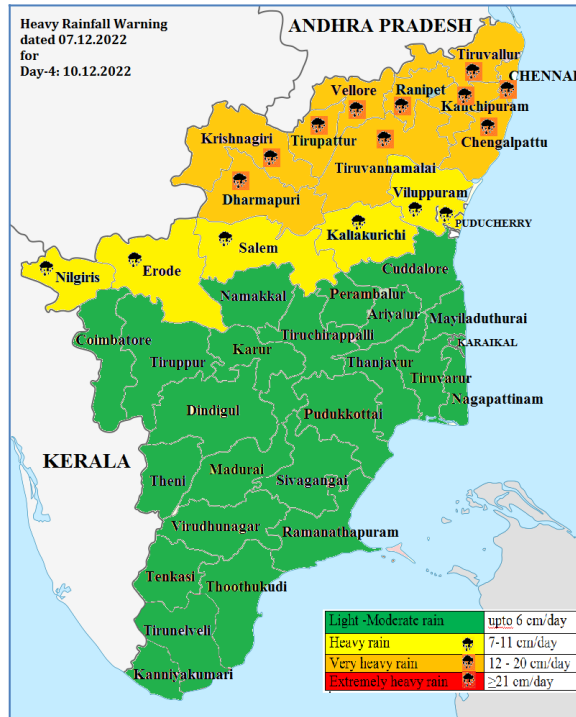 Heavy Rainfall Warning
dated 07.12.2022
for
Day-4: 10.12.2022
ANDHRA PRADESH
Tiruvallur
CHENNAI
Vellore
Ranipet
Kanchipuram
Krishnagiri
Tirupattur
Chengalpattu
Tiruvannamalai
Dharmapuri
Viluppuram
PUDUCHERRY
Salem
Kallakurichi
Nilgiris
Erode
Cuddalore
Namakkal
Perambalur
Ariyalur
Mayiladuthurai
Coimbatore
Tiruchirappalli
KARAIKAL
Karur
Tiruppur
Thanjavur
Tiruvarur
Nagapattinam
Dindigul
Pudukkottai
KERALA
Madurai
Theni
Sivagangai
Virudhunagar
Ramanathapuram
Tenkasi
Thoothukudi
Tirunelveli
Kanniyakumari
Light -Moderate rain upto 6 cm/day
Heavy rain 7-11 cm/day
Very heavy rain 12 - 20 cm/day
Extremely heavy rain ≥21 cm/day